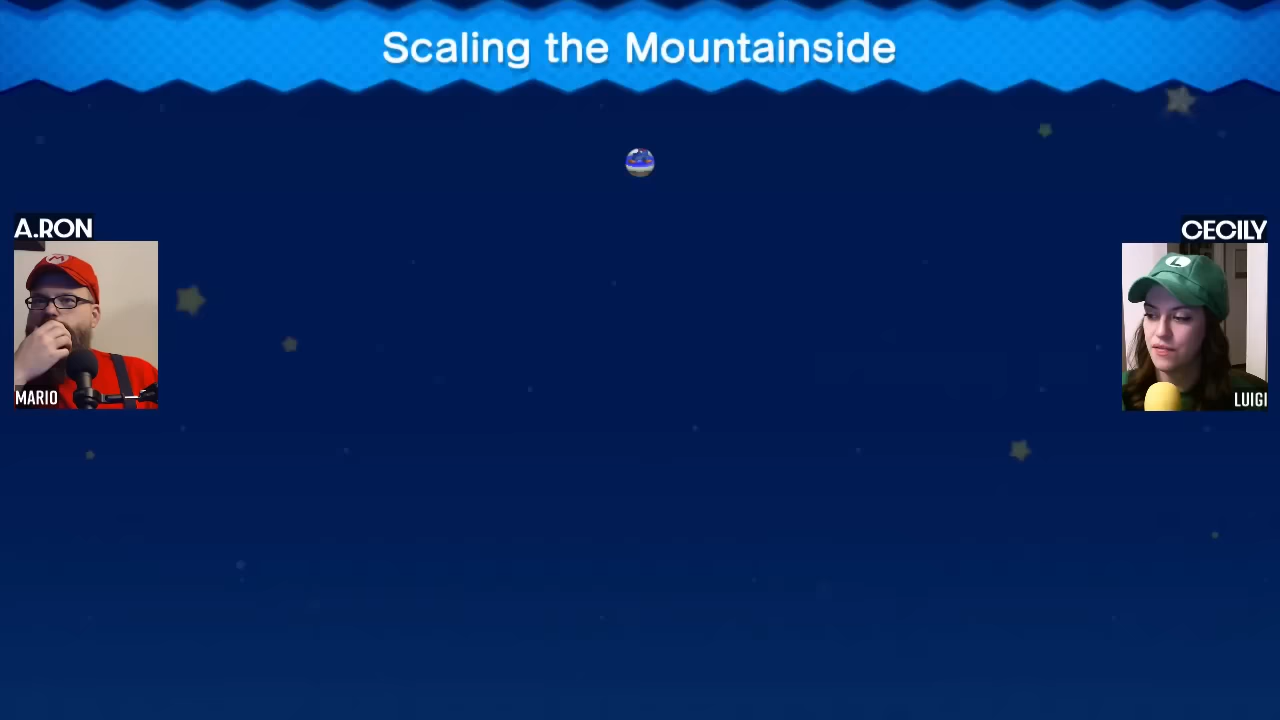 Scaling the Mountainside
A.RON
CECILY
M
L
MARIO
LUIGI